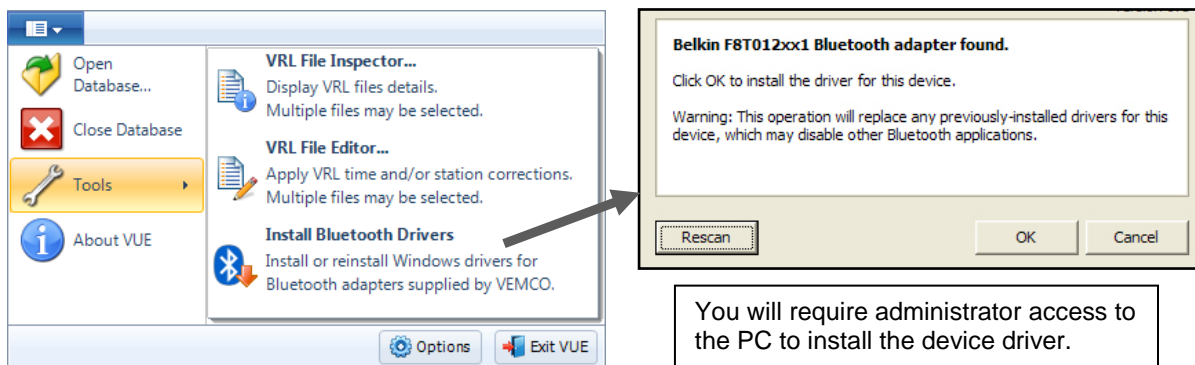 Open
Database...
Close Database
Tools
About VUE
VRL File Inspector...
Display VRL files details.
Multiple files may be selected.
VRL File Editor...
Apply VRL time and/or station corrections.
Multiple files may be selected.
Install Bluetooth Drivers
Install or reinstall Windows drivers for
Bluetooth adapters supplied by VEMCO.
Options
Exit VUE
Belkin F8T012xx1 Bluetooth adapter found.
Click OK to install the driver for this device.
Warning: This operation will replace any previously-installed drivers for this
device, which may disable other Bluetooth applications.
Rescan
OK
Cancel
You will require administrator access to
the PC to install the device driver.